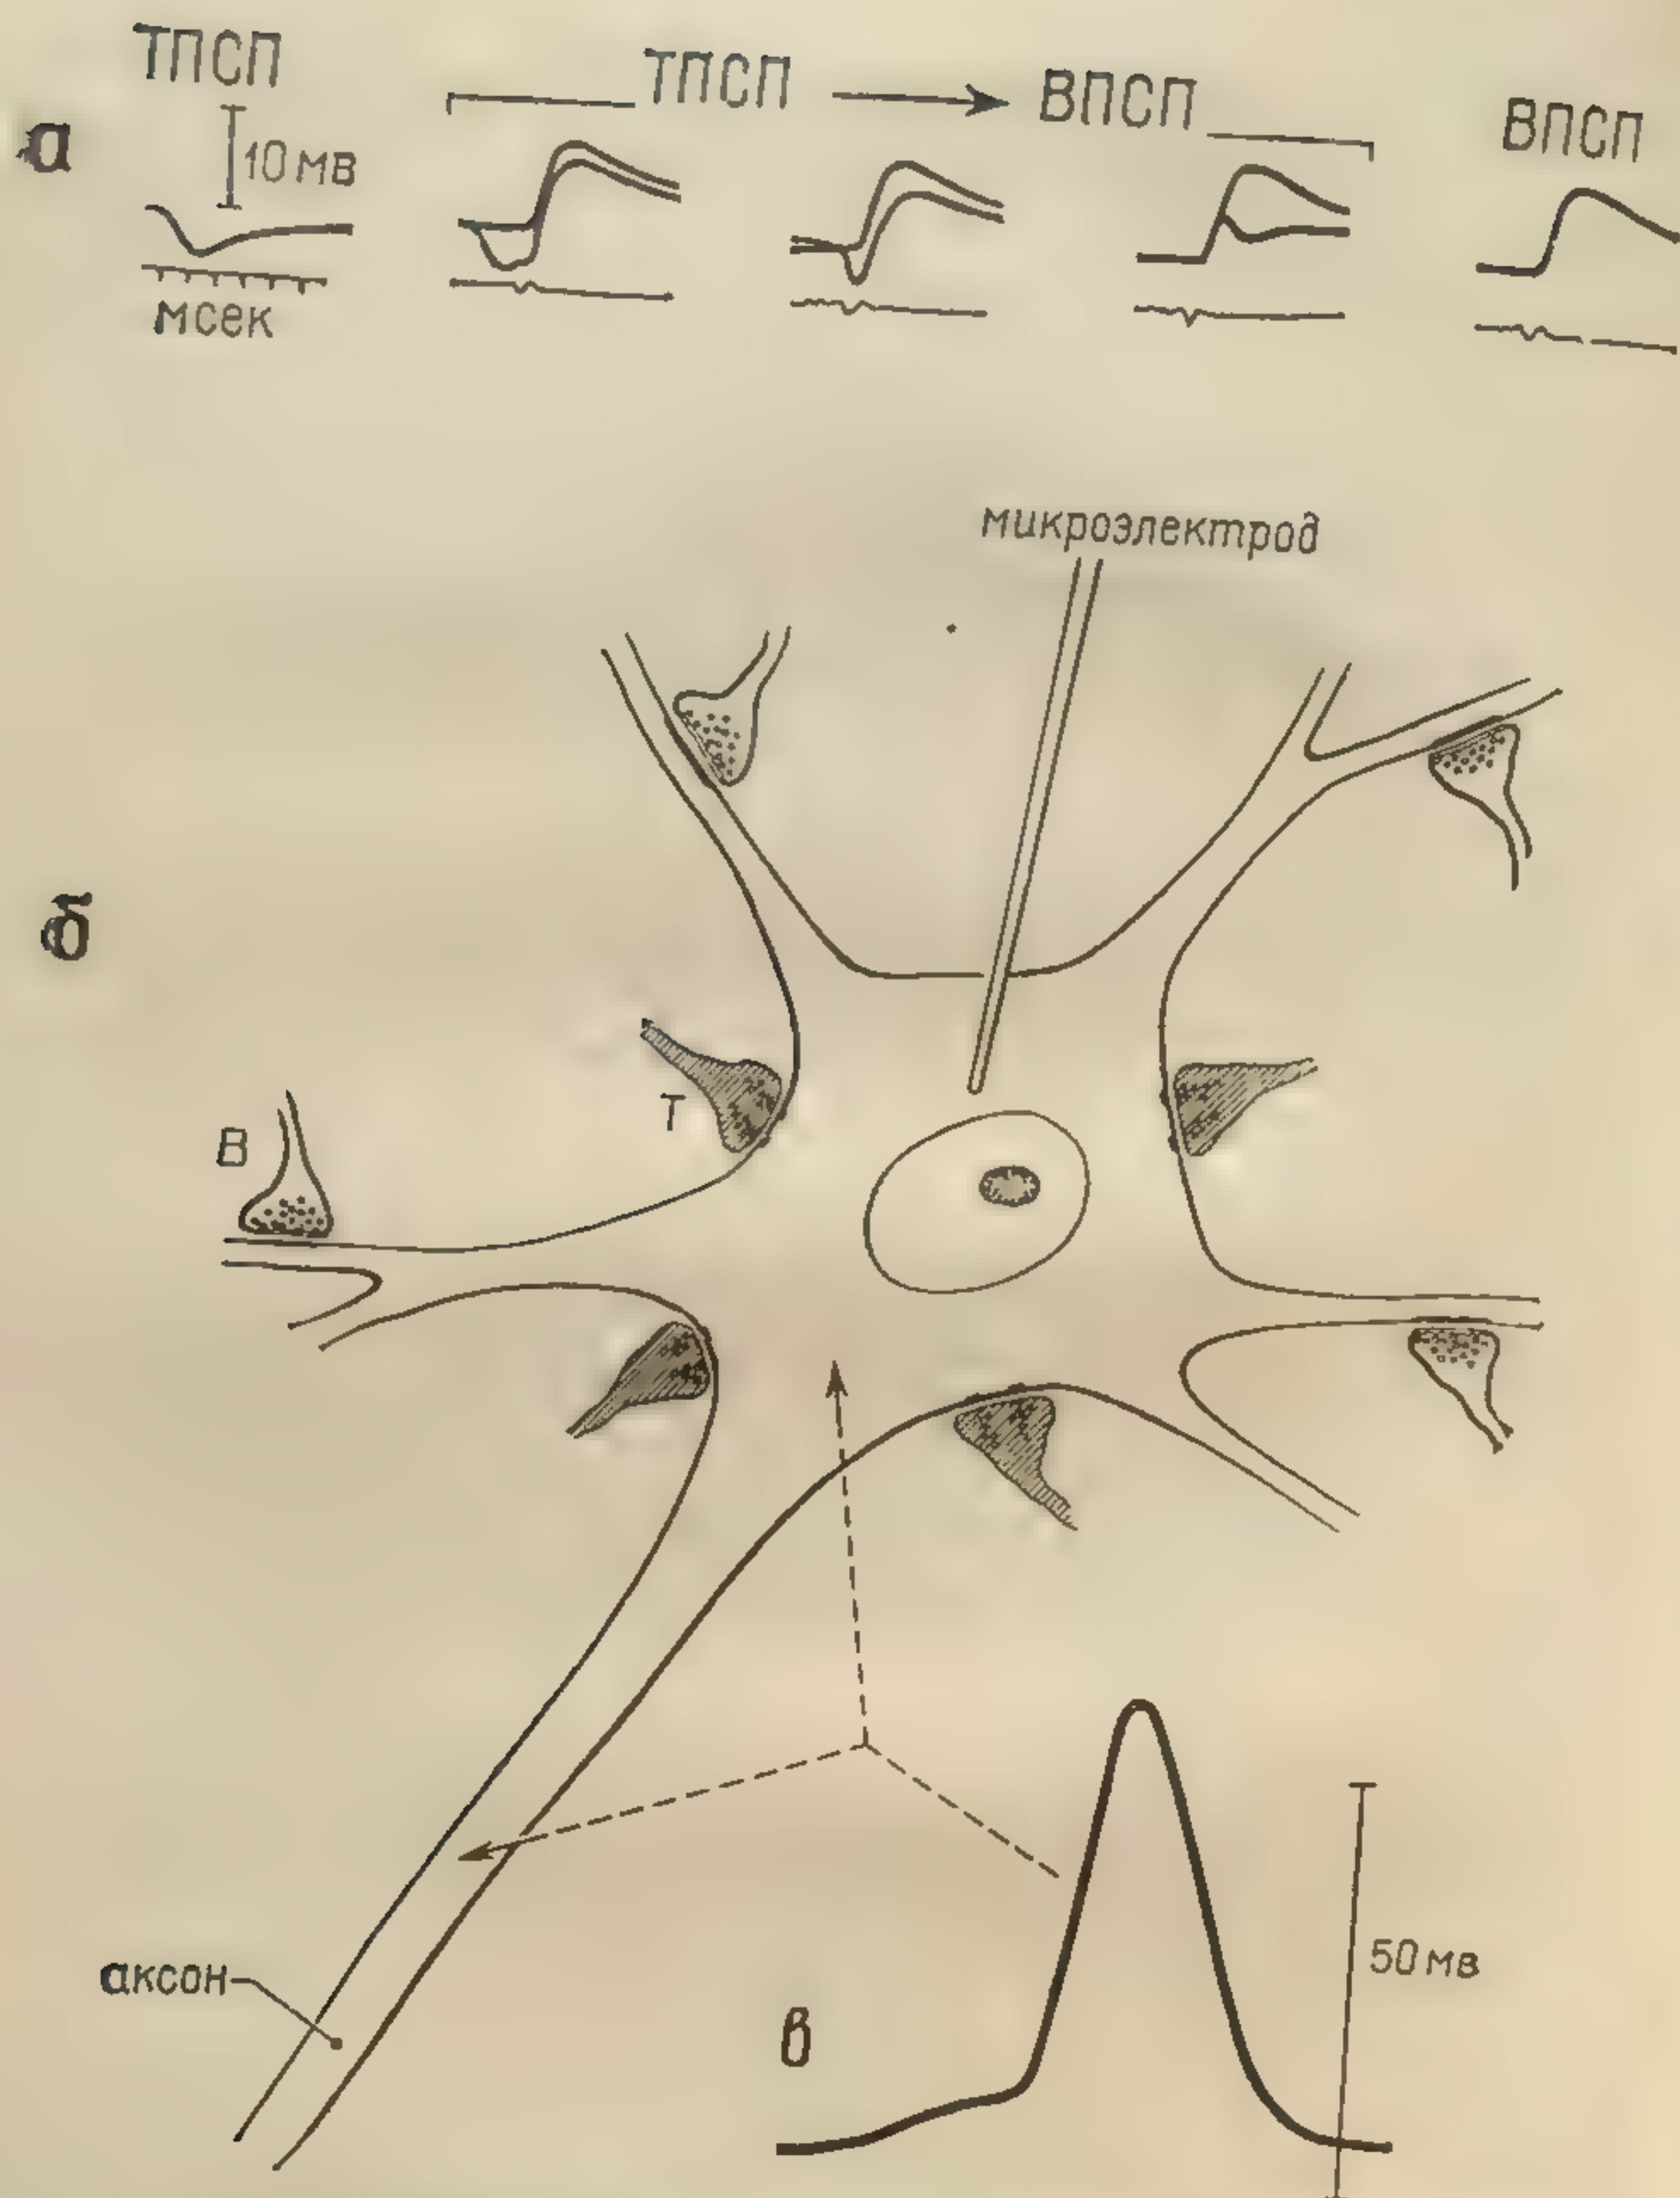 ТПСП
ТПСП
ВПСП
ВПСП
а
10 мв
мсек
микроэлектрод
б
Т
В
аксон
50 мв
в